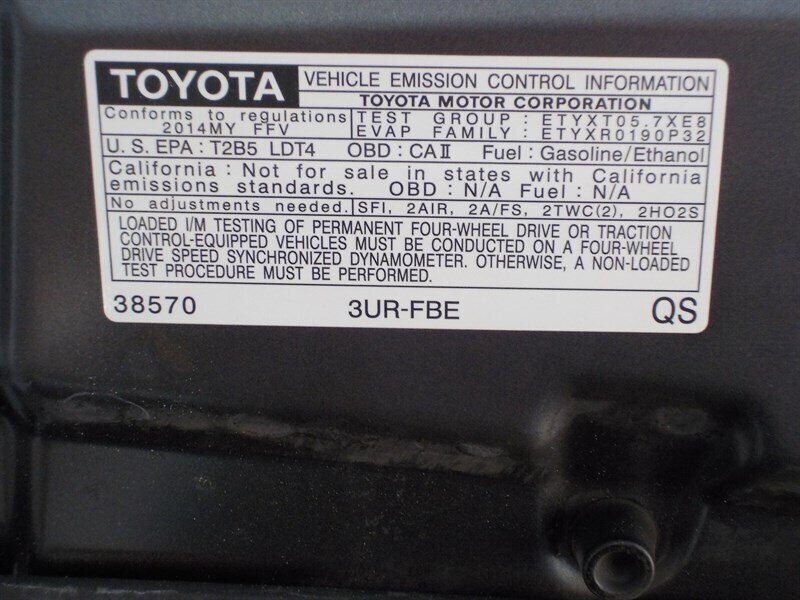 TOYOTA VEHICLE EMISSION CONTROL INFORMATION
TOYOTA MOTOR CORPORATION
Conforms to regulations
2014MY FFV
TEST GROUP : ETYXT05.7XE8
EVAP FAMILY : ETYXR0190P32
U.S.EPA : T2B5 LDT4 OBD : CAⅡ Fuel : Gasoline/Ethanol
California : Not for sale in states with California
emissions standards. OBD : N/A Fuel : N/A
No adjustments needed. SFI, 2AIR, 2A/FS, 2TWC(2), 2HO2S
LOADED I/M TESTING OF PERMANENT FOUR-WHEEL DRIVE OR TRACTION
CONTROL-EQUIPPED VEHICLES MUST BE CONDUCTED ON A FOUR-WHEEL
DRIVE SPEED SYNCHRONIZED DYNAMOMETER. OTHERWISE, A NON-LOADED
TEST PROCEDURE MUST BE PERFORMED.
38570 3UR-FBE QS